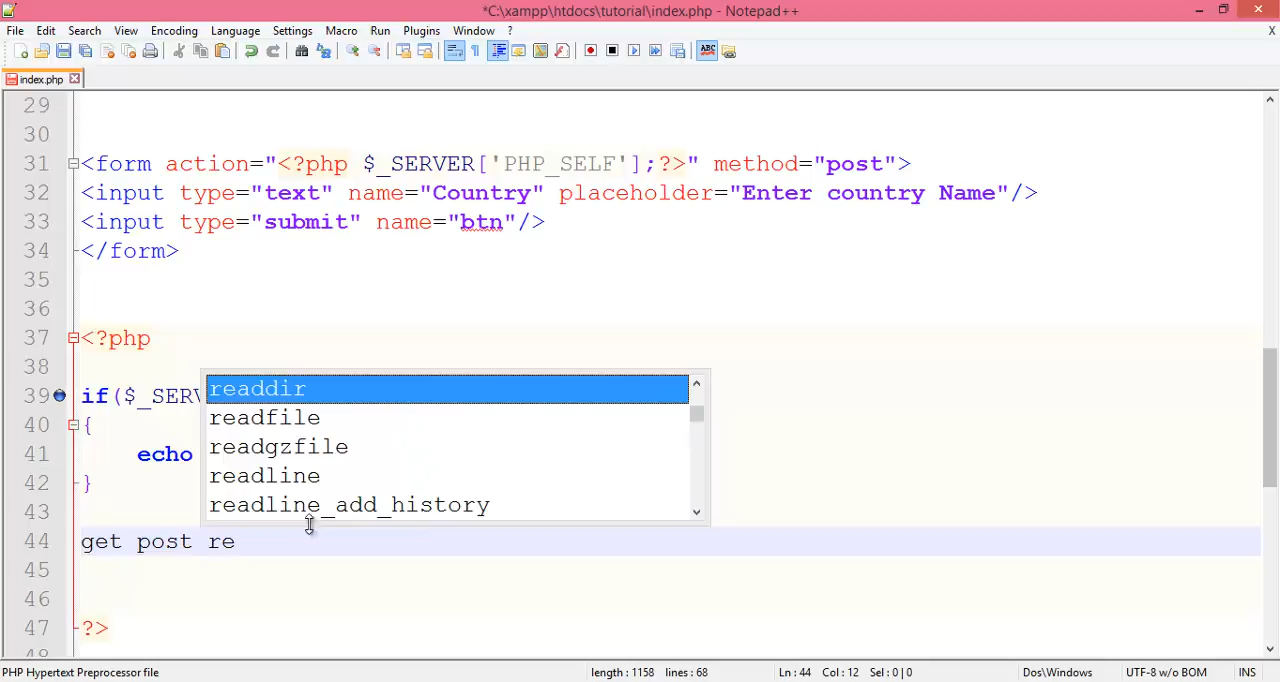 *C:\xampp\htdocs\tutorial\index.php - Notepad++
File Edit Search View Encoding Language Settings Macro Run Plugins Window ? X
ABC
index.php
29
30
31 <form action="<?php $_SERVER['PHP_SELF'];?>" method="post">
32 <input type="text" name="Country" placeholder="Enter country Name"/>
33 <input type="submit" name="btn"/>
34 </form>
35
36
37 <?php
38
readdir
39 if($_SERV
readfile
40 {
readgzfile
41 echo
readline
42 }
readline_add_history
43
44 get post re
45
46
47 ?>
PHP Hypertext Preprocessor file length : 1158 lines : 68 Ln : 44 Col : 12 Sel : 0 | 0 Dos\Windows UTF-8 w/o BOM INS